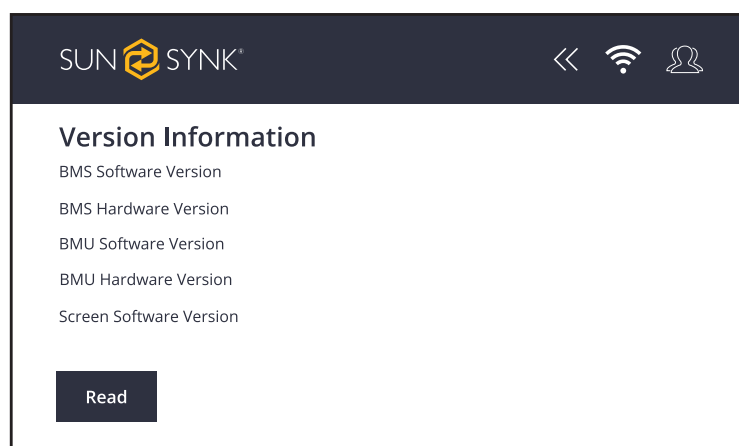 SUN SYNK®
Version Information
BMS Software Version
BMS Hardware Version
BMU Software Version
BMU Hardware Version
Screen Software Version
Read